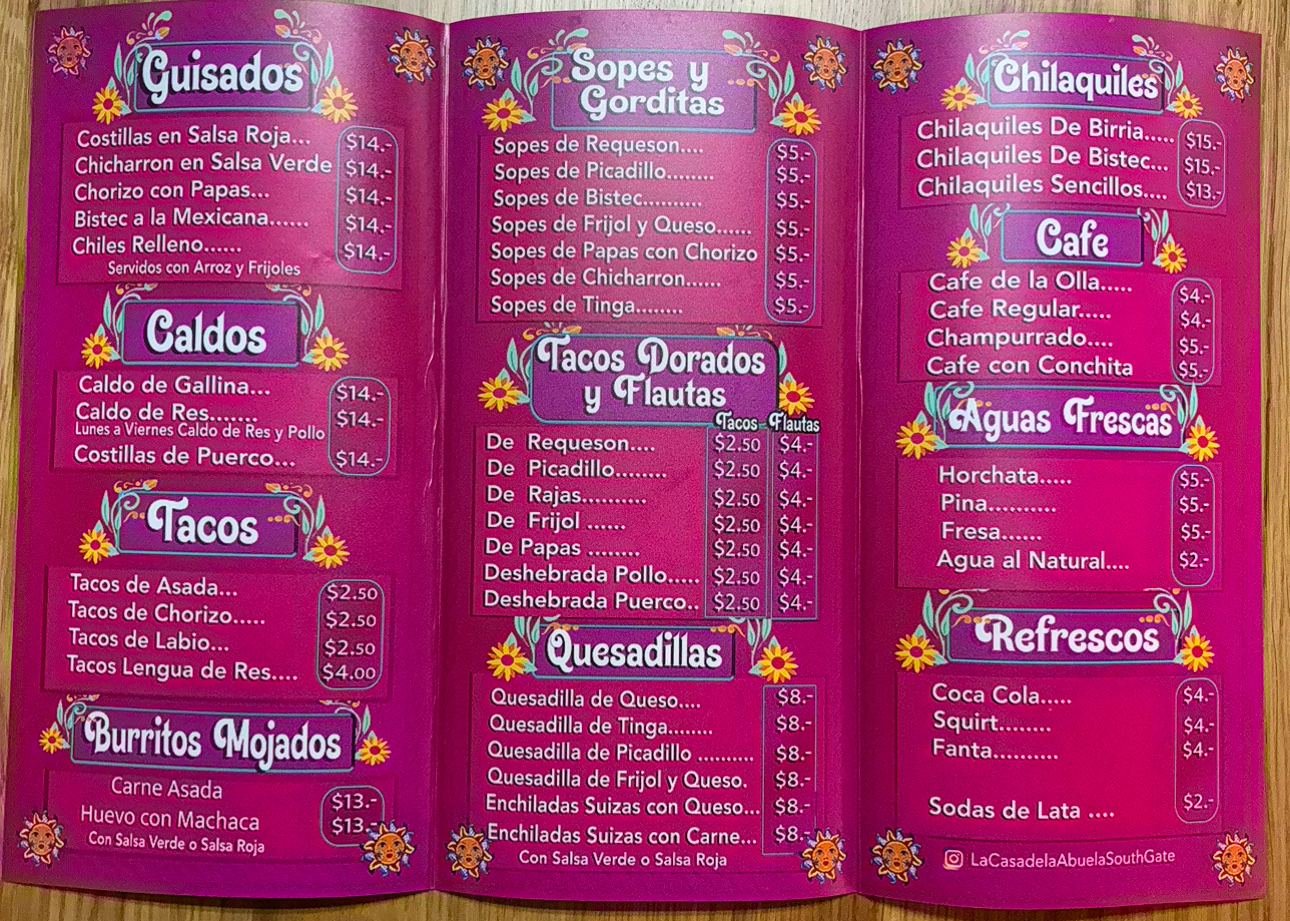 Guisados
Costillas en Salsa Roja... $14.-
Chicharron en Salsa Verde $14.-
Chorizo con Papas... $14.-
Bistec a la Mexicana...... $14.-
Chiles Relleno...... $14.-
Servidos con Arroz y Frijoles
Caldos
Caldo de Gallina... $14.-
Caldo de Res....... $14.-
Lunes a Viernes Caldo de Res y Pollo
Costillas de Puerco... $14.-
Tacos
Tacos de Asada... $2.50
Tacos de Chorizo..... $2.50
Tacos de Labio... $2.50
Tacos Lengua de Res.... $4.00
Burritos Mojados
Carne Asada $13.-
Huevo con Machaca $13.-
Con Salsa Verde o Salsa Roja
Sopes y
Gorditas
Sopes de Requeson.... $5.-
Sopes de Picadillo........ $5.-
Sopes de Bistec.......... $5.-
Sopes de Frijol y Queso...... $5.-
Sopes de Papas con Chorizo $5.-
Sopes de Chicharron...... $5.-
Sopes de Tinga........ $5.-
Tacos Dorados
y Flautas
Tacos Flautas
De Requeson.... $2.50 $4.-
De Picadillo........ $2.50 $4.-
De Rajas.......... $2.50 $4.-
De Frijol ...... $2.50 $4.-
De Papas ........ $2.50 $4.-
Deshebrada Pollo..... $2.50 $4.-
Deshebrada Puerco.. $2.50 $4.-
Quesadillas
Quesadilla de Queso.... $8.-
Quesadilla de Tinga........ $8.-
Quesadilla de Picadillo .......... $8.-
Quesadilla de Frijol y Queso. $8.-
Enchiladas Suizas con Queso... $8.-
Enchiladas Suizas con Carne... $8.-
Con Salsa Verde o Salsa Roja
Chilaquiles
Chilaquiles De Birria..... $15.-
Chilaquiles De Bistec... $15.-
Chilaquiles Sencillos.... $13.-
Cafe
Cafe de la Olla..... $4.-
Cafe Regular..... $4.-
Champurrado.... $5.-
Cafe con Conchita $5.-
Aguas Frescas
Horchata..... $5.-
Pina.......... $5.-
Fresa...... $5.-
Agua al Natural.... $2.-
Refrescos
Coca Cola..... $4.-
Squirt........ $4.-
Fanta.......... $4.-
Sodas de Lata .... $2.-
LaCasadelaAbuelaSouthGate